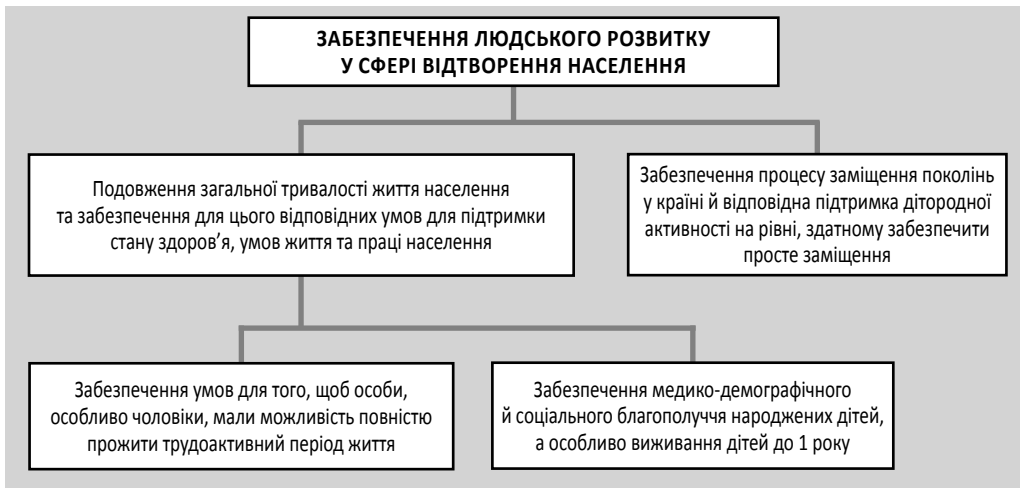 ЗАБЕЗПЕЧЕННЯ ЛЮДСЬКОГО РОЗВИТКУ
У СФЕРІ ВІДТВОРЕННЯ НАСЕЛЕННЯ
Подовження загальної тривалості життя населення
та забезпечення для цього відповідних умов для підтримки
стану здоров’я, умов життя та праці населення
Забезпечення процесу заміщення поколінь
у країні й відповідна підтримка дітородної
активності на рівні, здатному забезпечити
просте заміщення
Забезпечення умов для того, щоб особи,
особливо чоловіки, мали можливість повністю
прожити трудоактивний період життя
Забезпечення медико-демографічного
й соціального благополуччя народжених дітей,
а особливо виживання дітей до 1 року